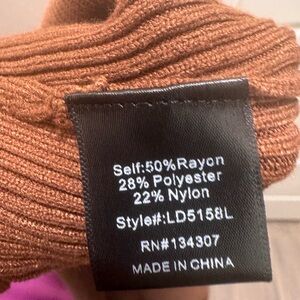 Self:50%Rayon
28% Polyester
22% Nylon
Style#:LD5158L
RN#134307
MADE IN CHINA